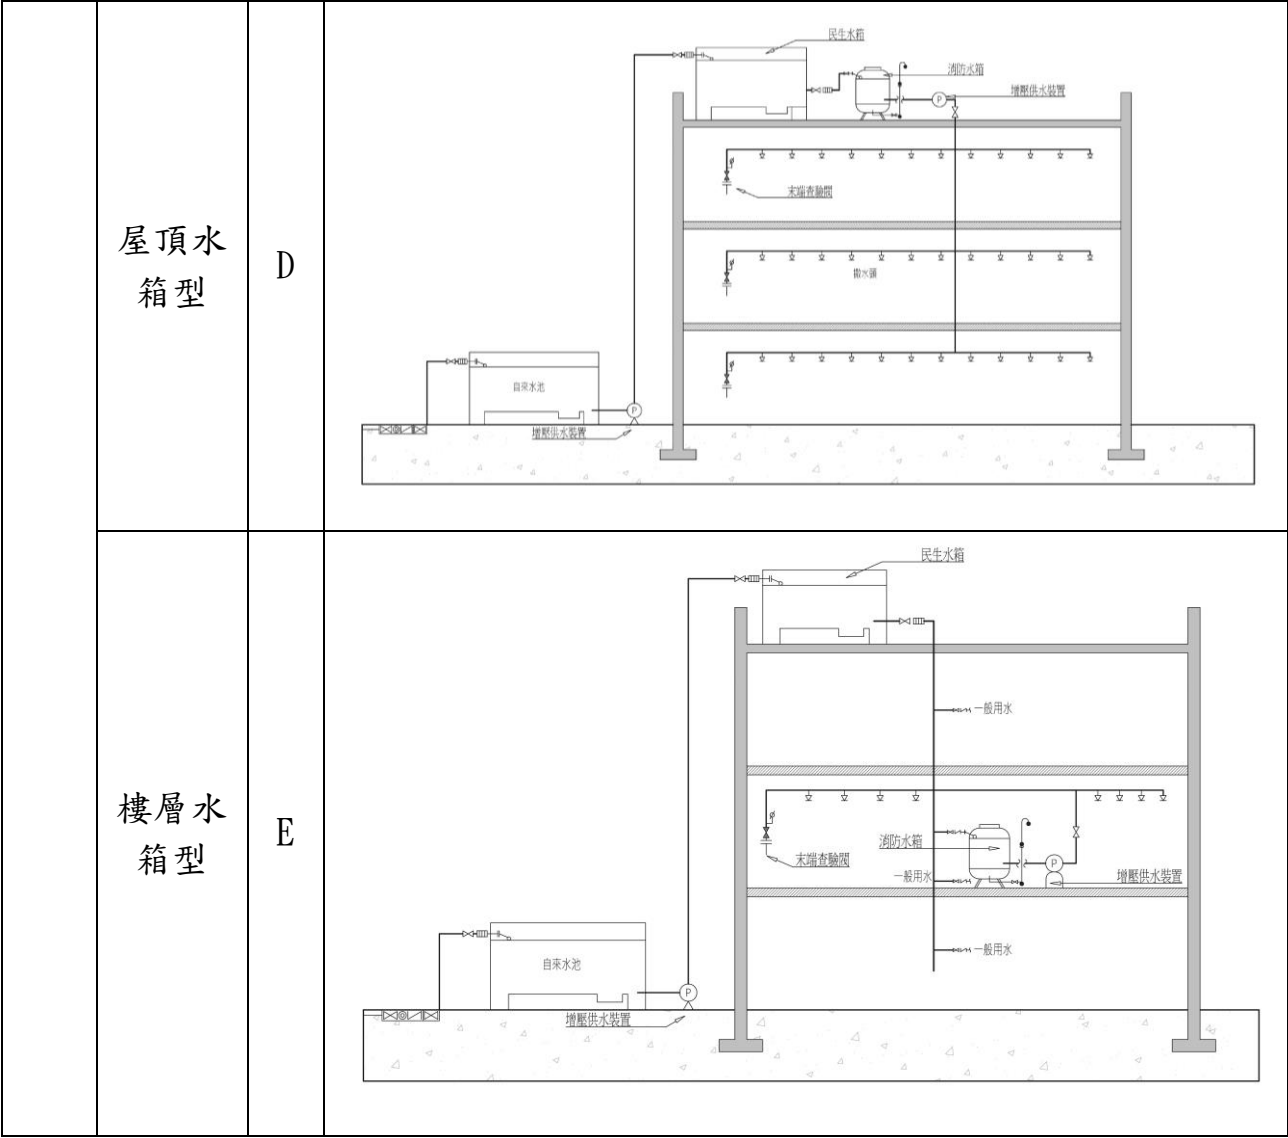 屋頂水
箱型
D
民生水箱
消防水箱
P
增壓供水裝置
末端查驗閥
撒水頭
自來水池
P
增壓供水裝置
樓層水
箱型
E
民生水箱
一般用水
消防水箱
末端查驗閥
P
一般用水
增壓供水裝置
一般用水
自來水池
P
增壓供水裝置